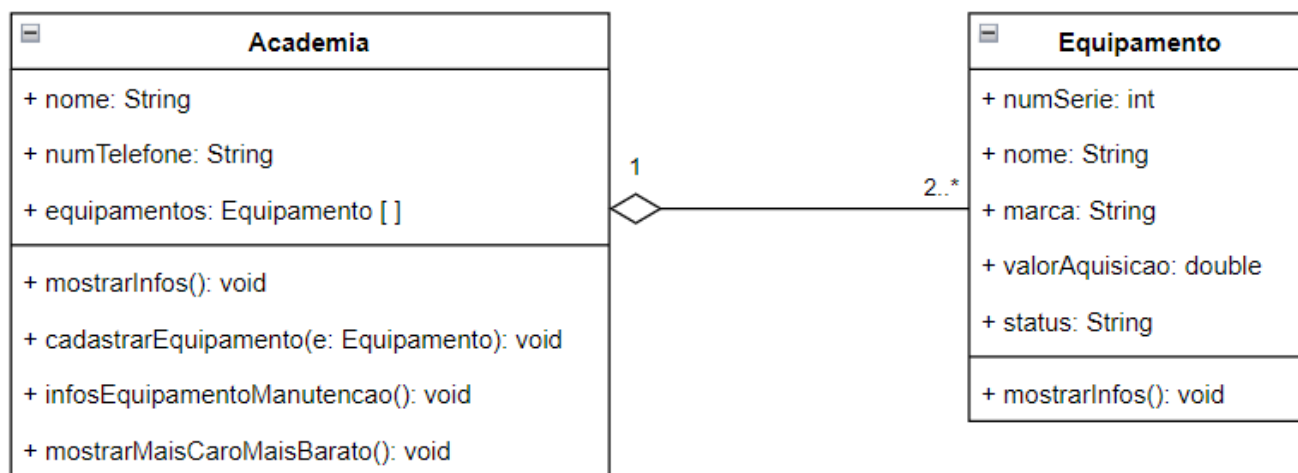 Academia
+ nome: String
+ numTelefone: String
+ equipamentos: Equipamento [ ]
+ mostrarInfos(): void
+ cadastrarEquipamento(e: Equipamento): void
+ infosEquipamentoManutencao(): void
+ mostrarMaisCaroMaisBarato(): void
1
2..*
Equipamento
+ numSerie: int
+ nome: String
+ marca: String
+ valorAquisicao: double
+ status: String
+ mostrarInfos(): void